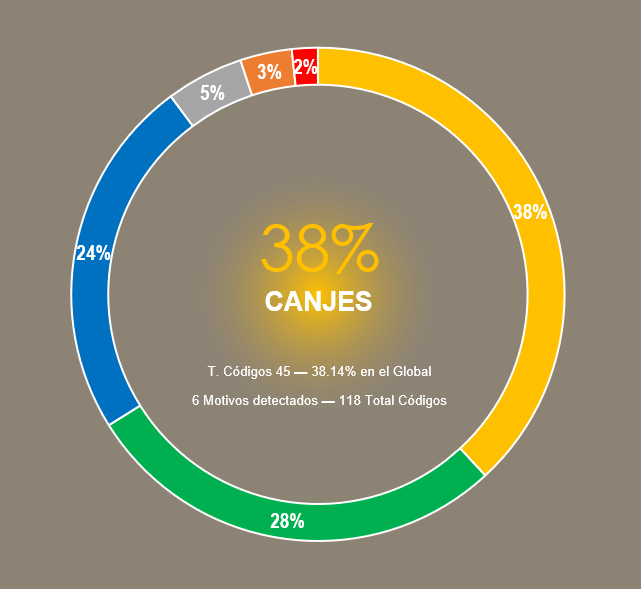 2%
3%
5%
38%
24%
38%
CANJES
T. Códigos 45 — 38.14% en el Global
6 Motivos detectados — 118 Total Códigos
28%